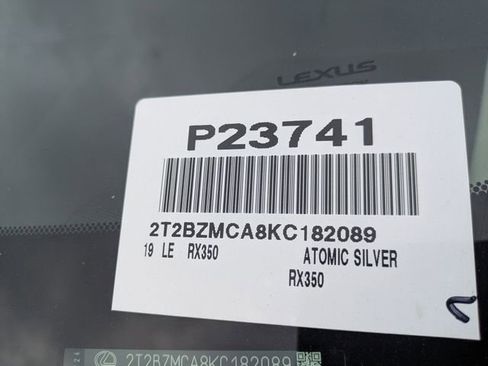 LEXUS
P23741
2T2BZMCA8KC182089
19 LE RX350 ATOMIC SILVER
RX350
2T2BZMCA8KC182089